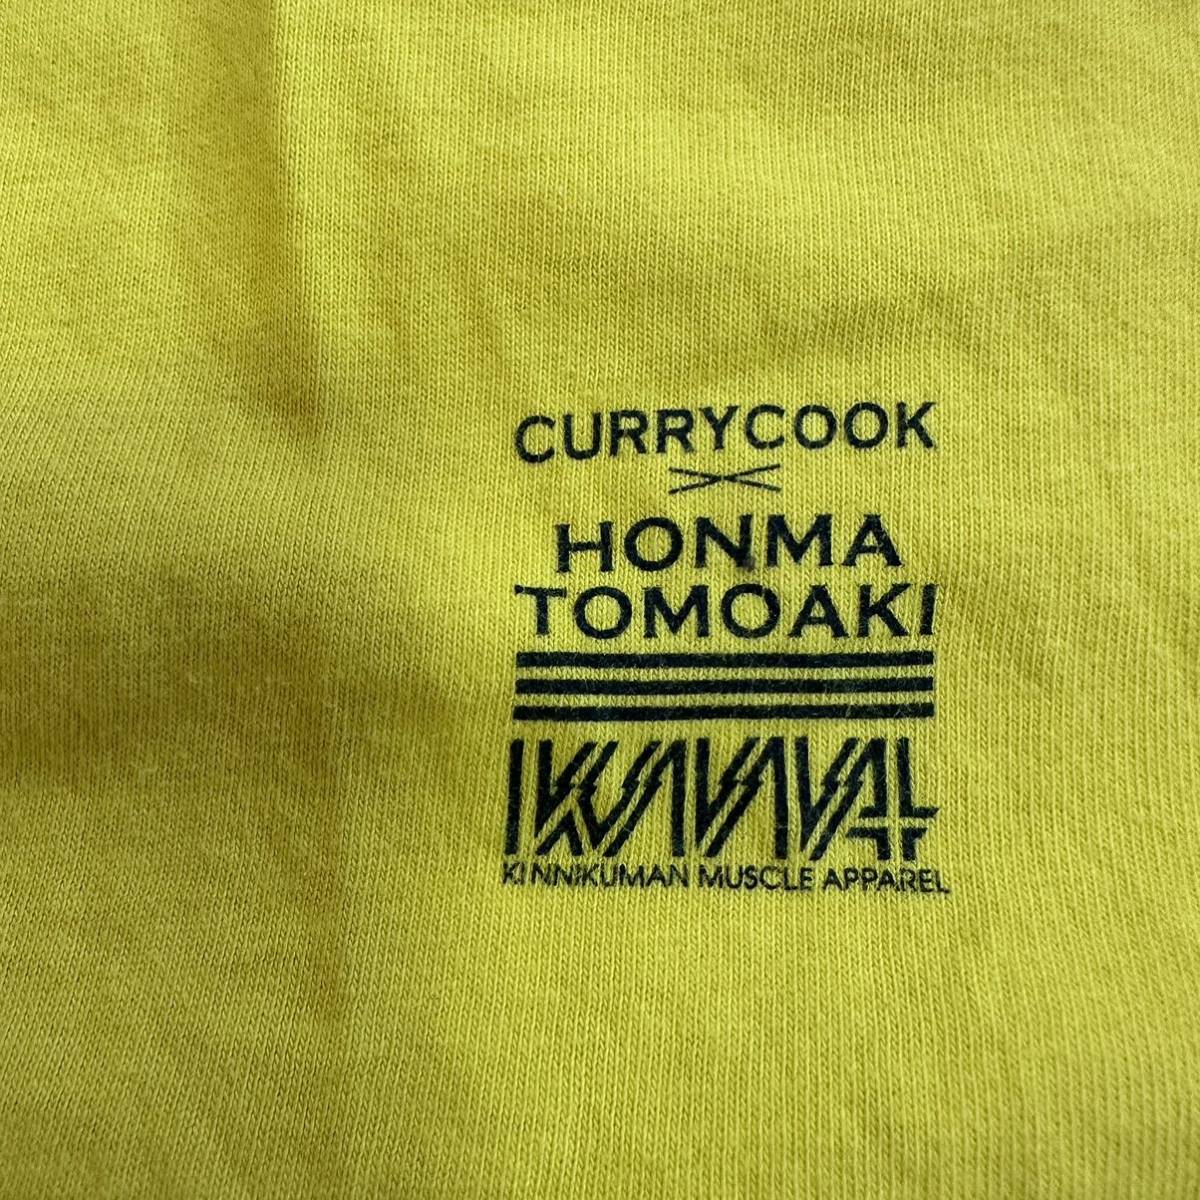 CURRYCOOK
×
HONMA
TOMOAKI
KINNIKUMAN MUSCLE APPAREL